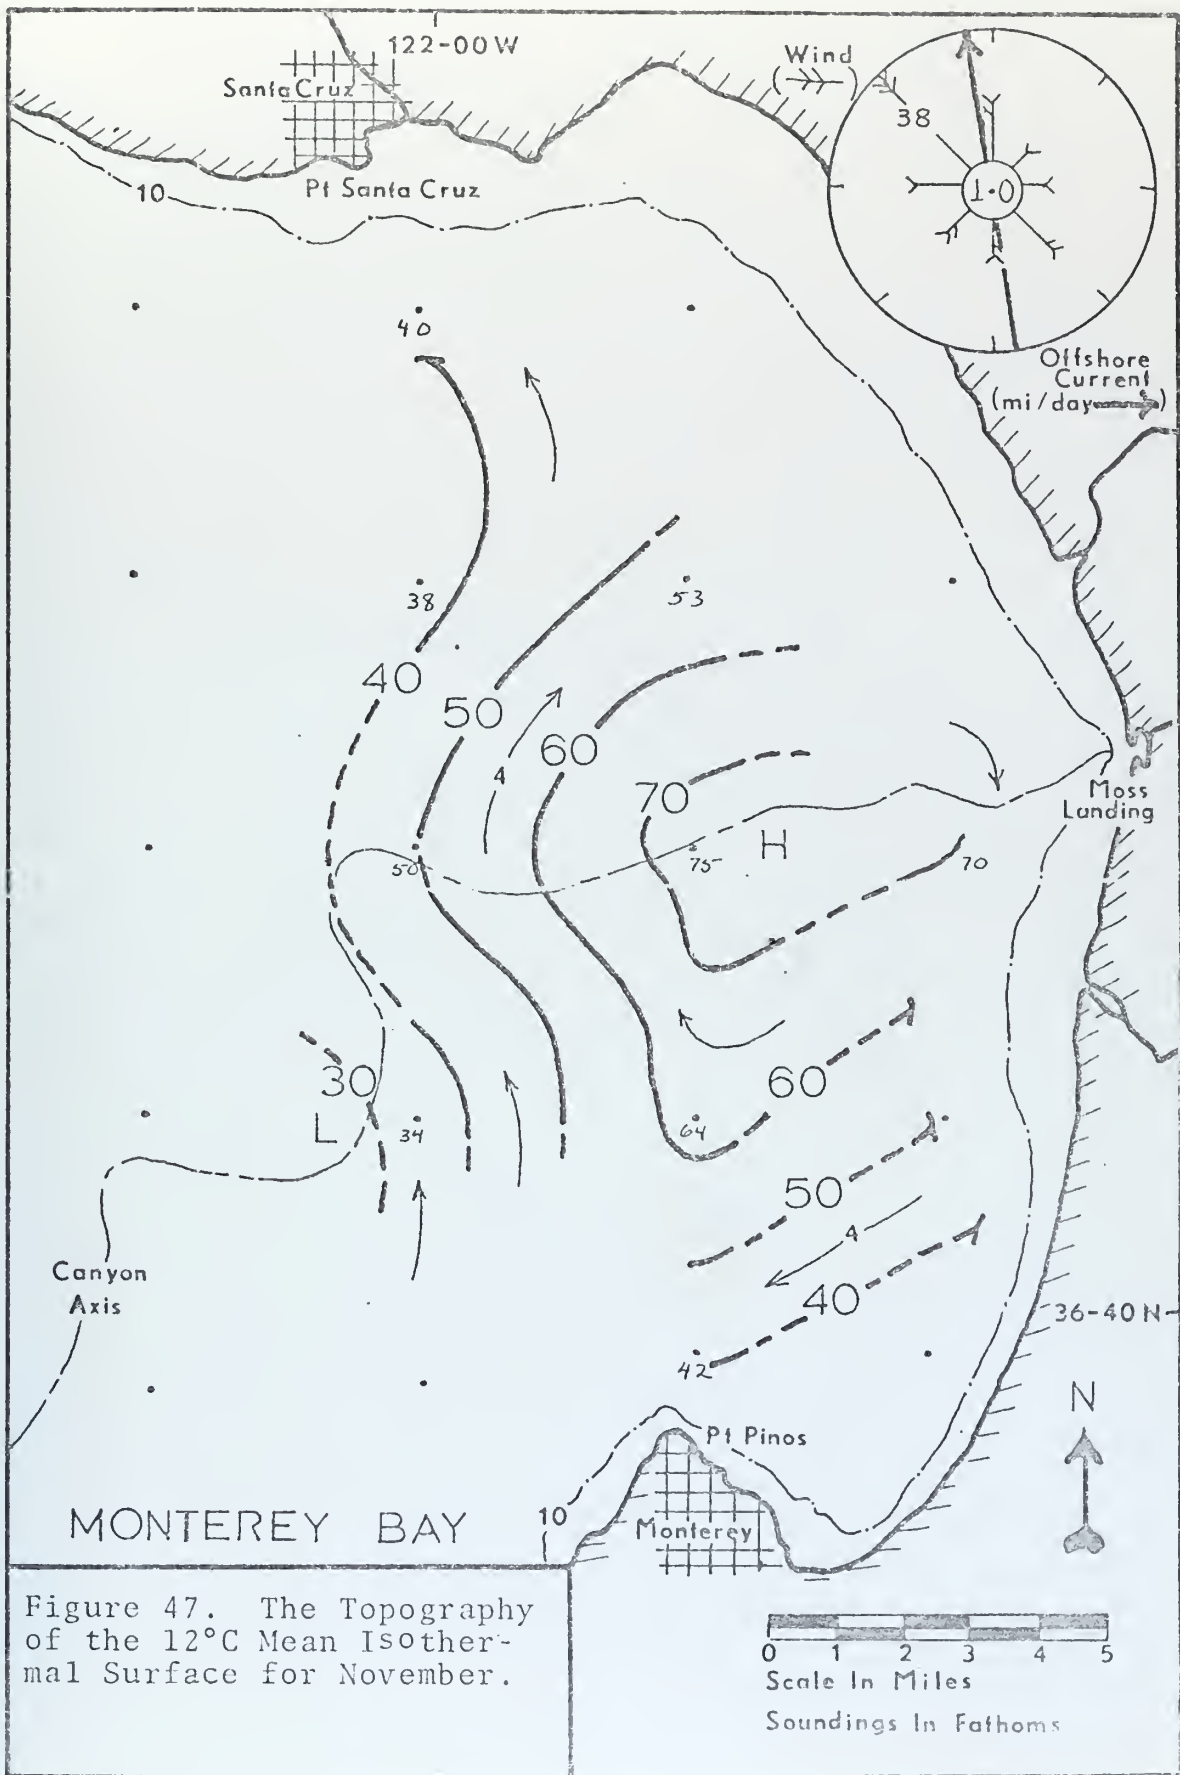 122-00W
Santa Cruz
Wind
38
10
Pt Santa Cruz
1.0
40
Offshore
Current
(mi/day )
38
53
40
50
60
4
70
Moss
Landing
50
75
H
70
30
60
L
34
64
50
4
Canyon
Axis
40
36-40 N
42
N
Pt Pinos
10
MONTEREY BAY
Monterey
Figure 47. The Topography
of the 12°C Mean Isother-
mal Surface for November.
0 1 2 3 4 5
Scale In Miles
Soundings In Fathoms